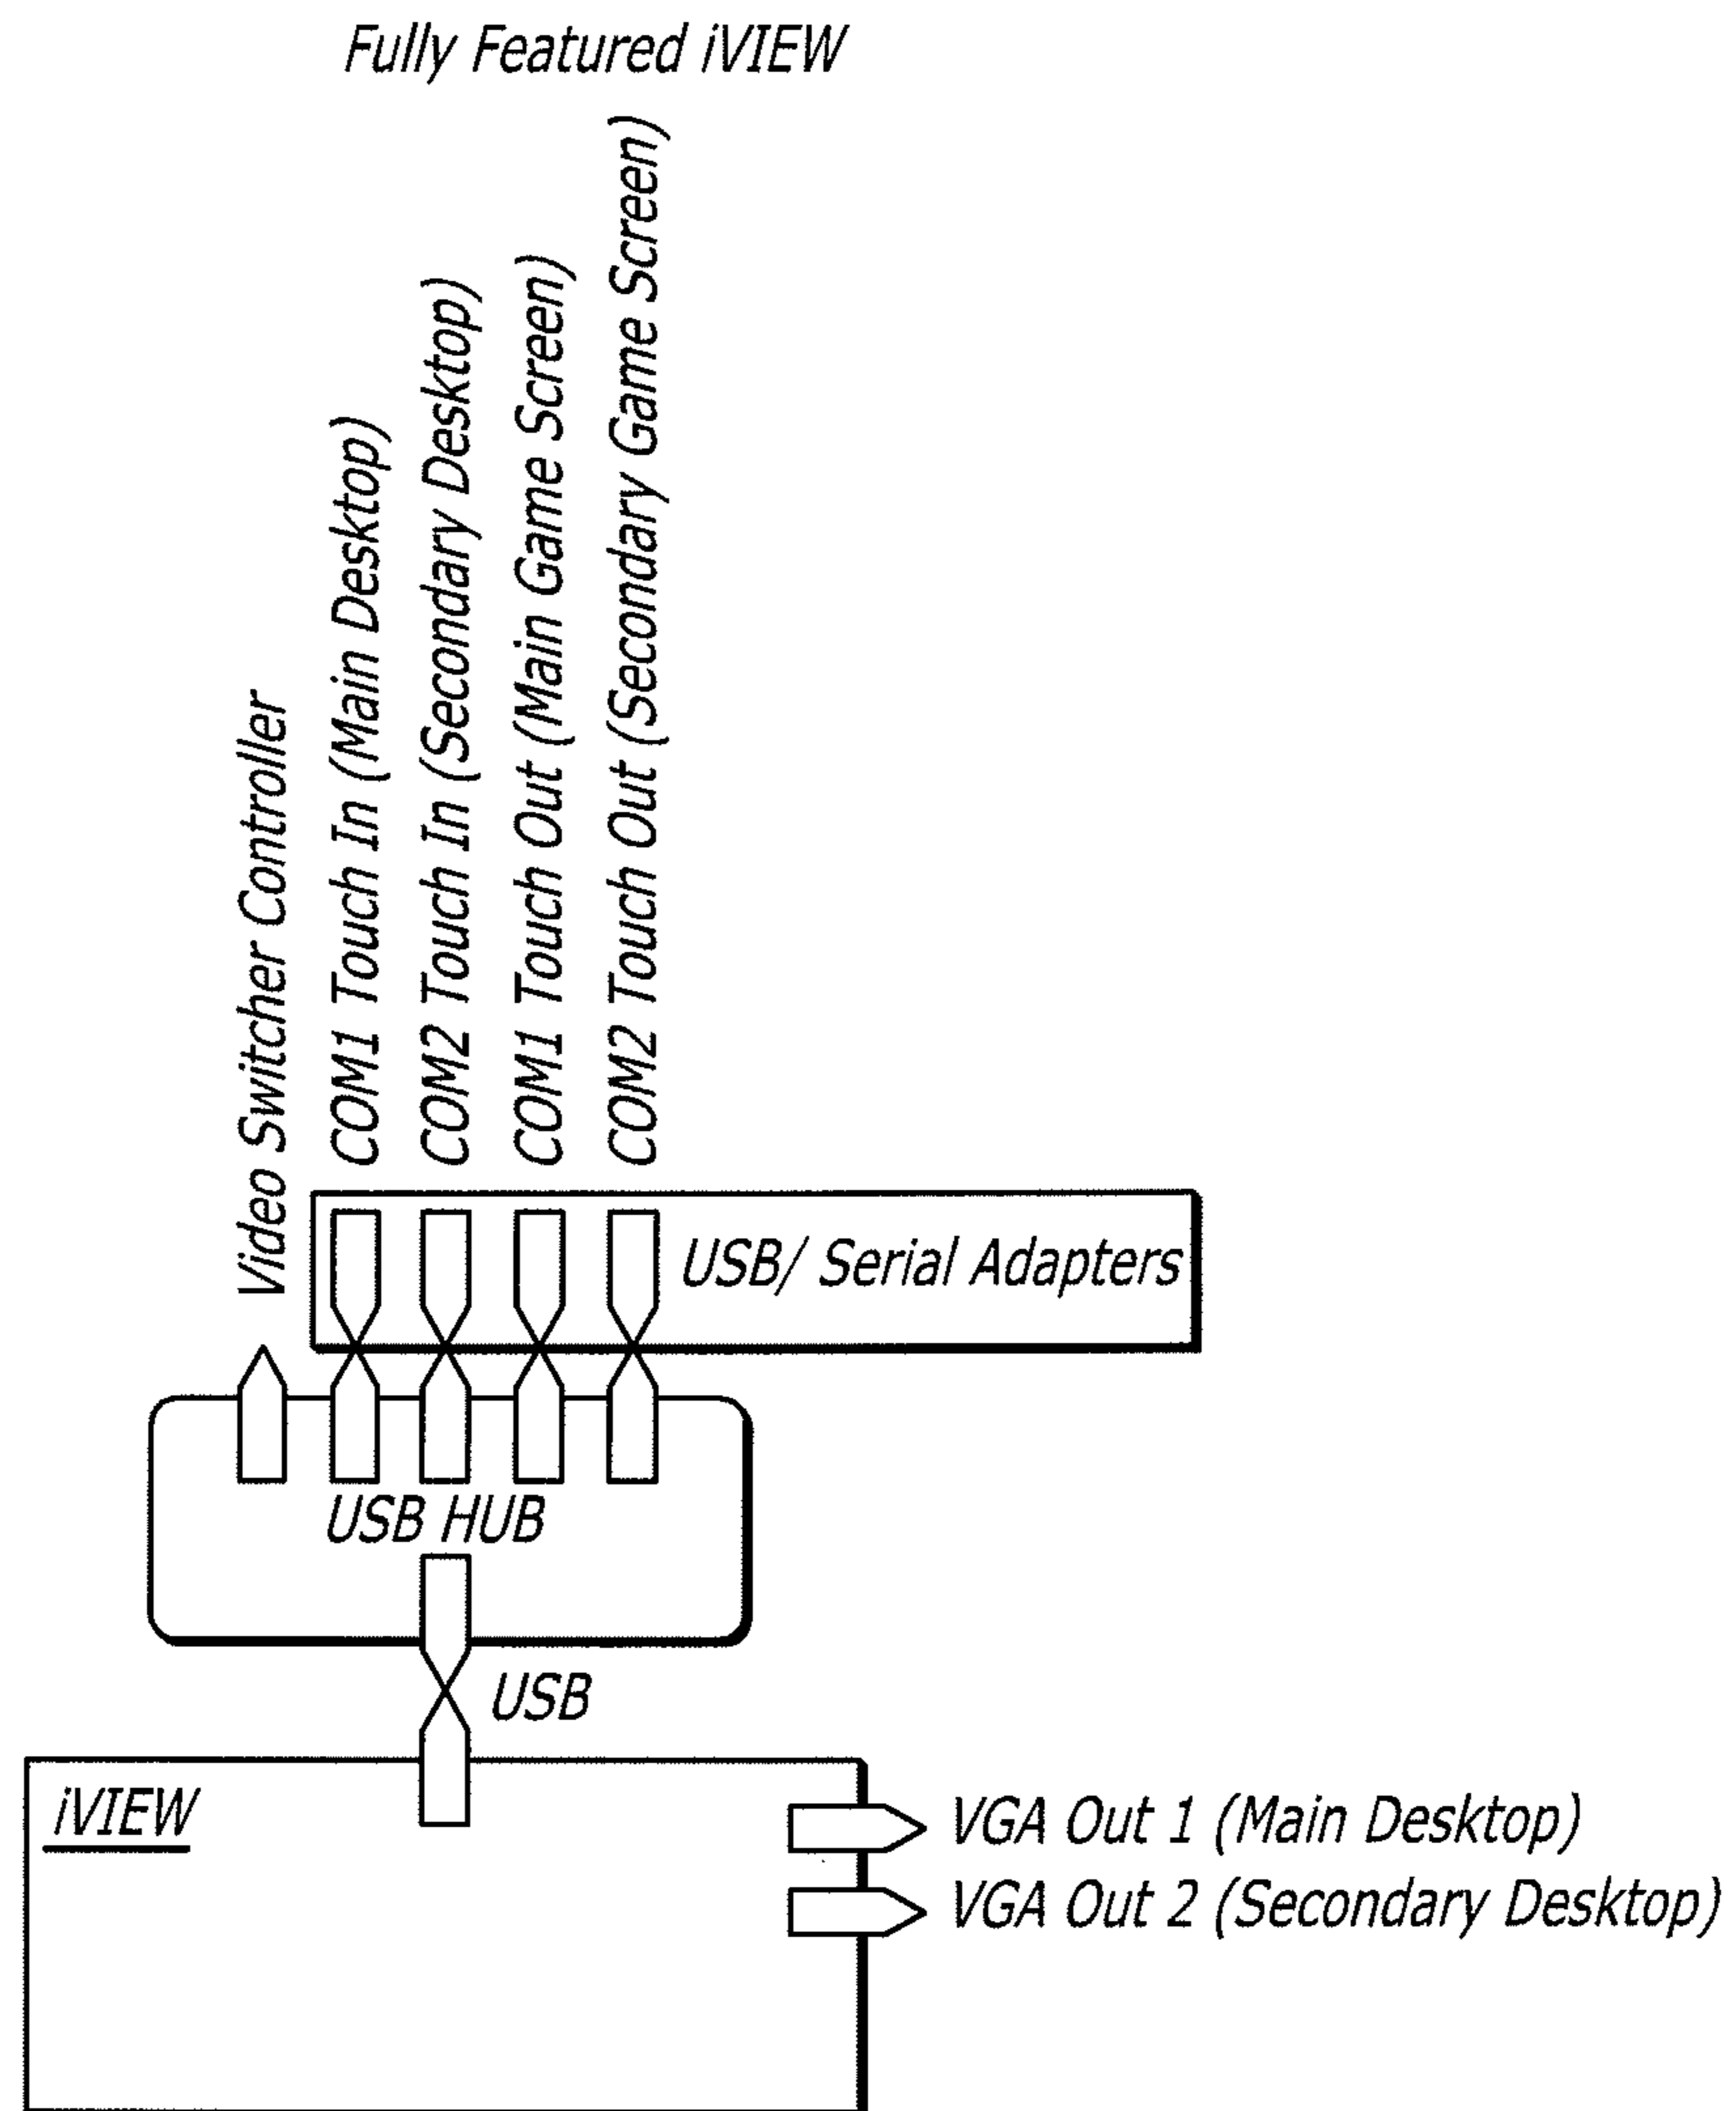 Fully Featured iVIEW
Video Switcher Controller
COM1 Touch In (Main Desktop)
COM2 Touch In (Secondary Desktop)
COM1 Touch Out (Main Game Screen)
COM2 Touch Out (Secondary Game Screen)
USB/ Serial Adapters
USB HUB
USB
iVIEW
VGA Out 1 (Main Desktop)
VGA Out 2 (Secondary Desktop)